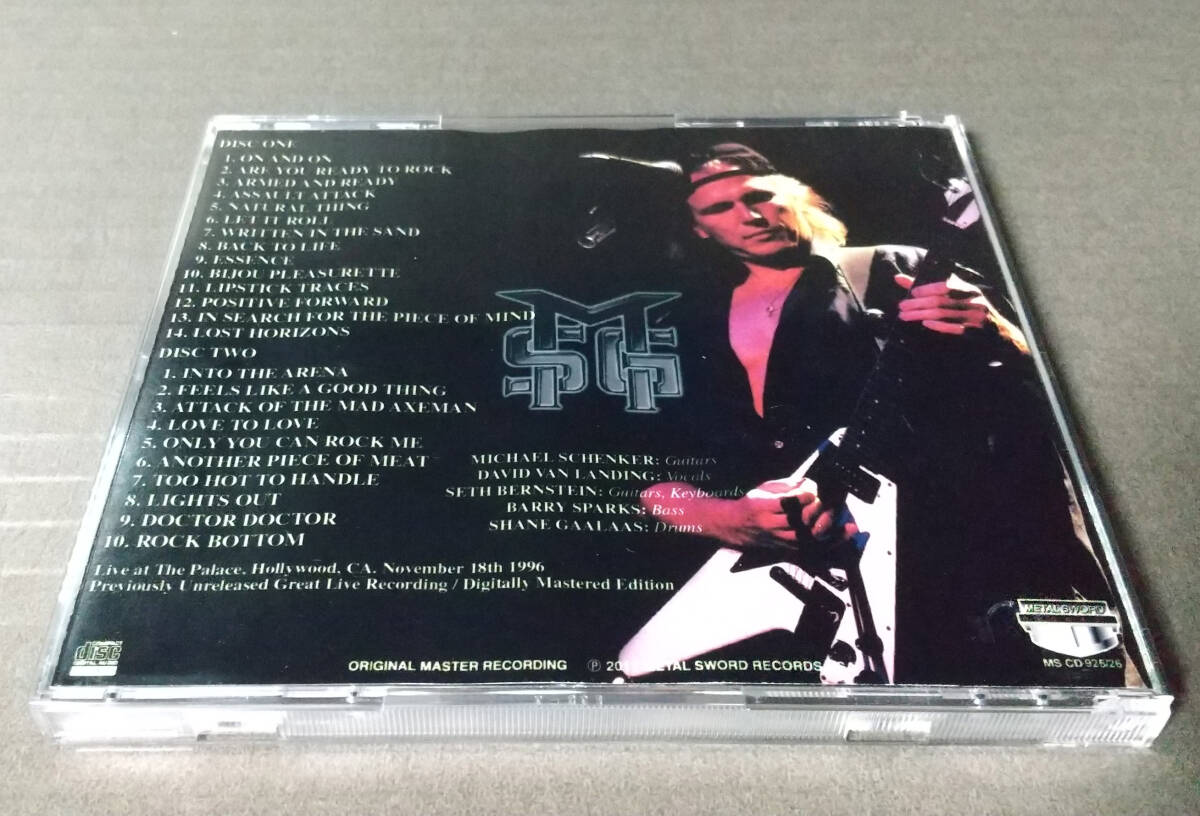 DISC ONE
1. ON AND ON
2. ARE YOU READY TO ROCK
3. ARMED AND READY
4. ASSAULT ATTACK
5. NATURAL THING
6. LET IT ROLL
7. WRITTEN IN THE SAND
8. BACK TO LIFE
9. ESSENCE
10. BIJOU PLEASURETTE
11. LIPSTICK TRACES
12. POSITIVE FORWARD
13. IN SEARCH FOR THE PIECE OF MIND
14. LOST HORIZONS
DISC TWO
1. INTO THE ARENA
2. FEELS LIKE A GOOD THING
3. ATTACK OF THE MAD AXEMAN
4. LOVE TO LOVE
5. ONLY YOU CAN ROCK ME
6. ANOTHER PIECE OF MEAT
7. TOO HOT TO HANDLE
8. LIGHTS OUT
9. DOCTOR DOCTOR
10. ROCK BOTTOM
MSG
MICHAEL SCHENKER: Guitars
DAVID VAN LANDING: Vocals
SETH BERNSTEIN: Guitars, Keyboards
BARRY SPARKS: Bass
SHANE GAALAAS: Drums
Live at The Palace, Hollywood, CA. November 18th 1996
Previously Unreleased Great Live Recording / Digitally Mastered Edition
COMPACT
disc
DIGITAL AUDIO
ORIGINAL MASTER RECORDING
℗ METAL SWORD RECORDS
METAL SWORD
MS CD 925/26